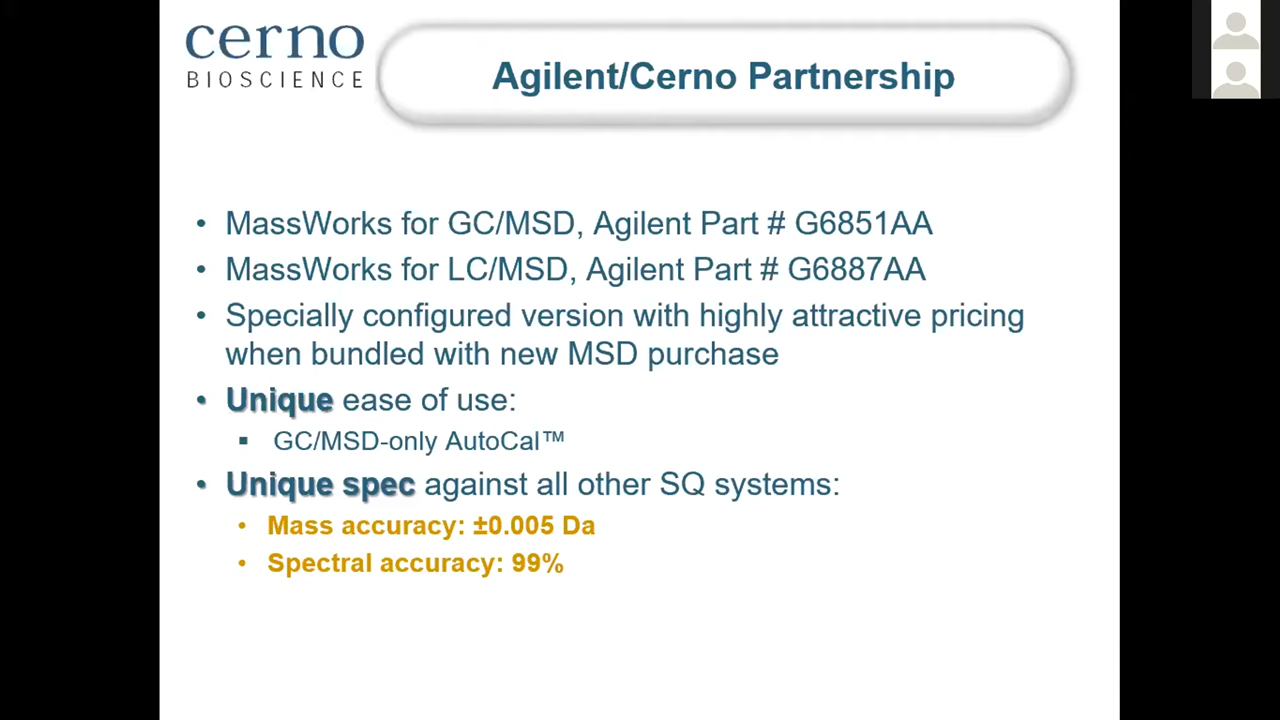 cerno
BIOSCIENCE
Agilent/Cerno Partnership
• MassWorks for GC/MSD, Agilent Part # G6851AA
• MassWorks for LC/MSD, Agilent Part # G6887AA
• Specially configured version with highly attractive pricing
when bundled with new MSD purchase
• Unique ease of use:
▪ GC/MSD-only AutoCal™
• Unique spec against all other SQ systems:
• Mass accuracy: ±0.005 Da
• Spectral accuracy: 99%